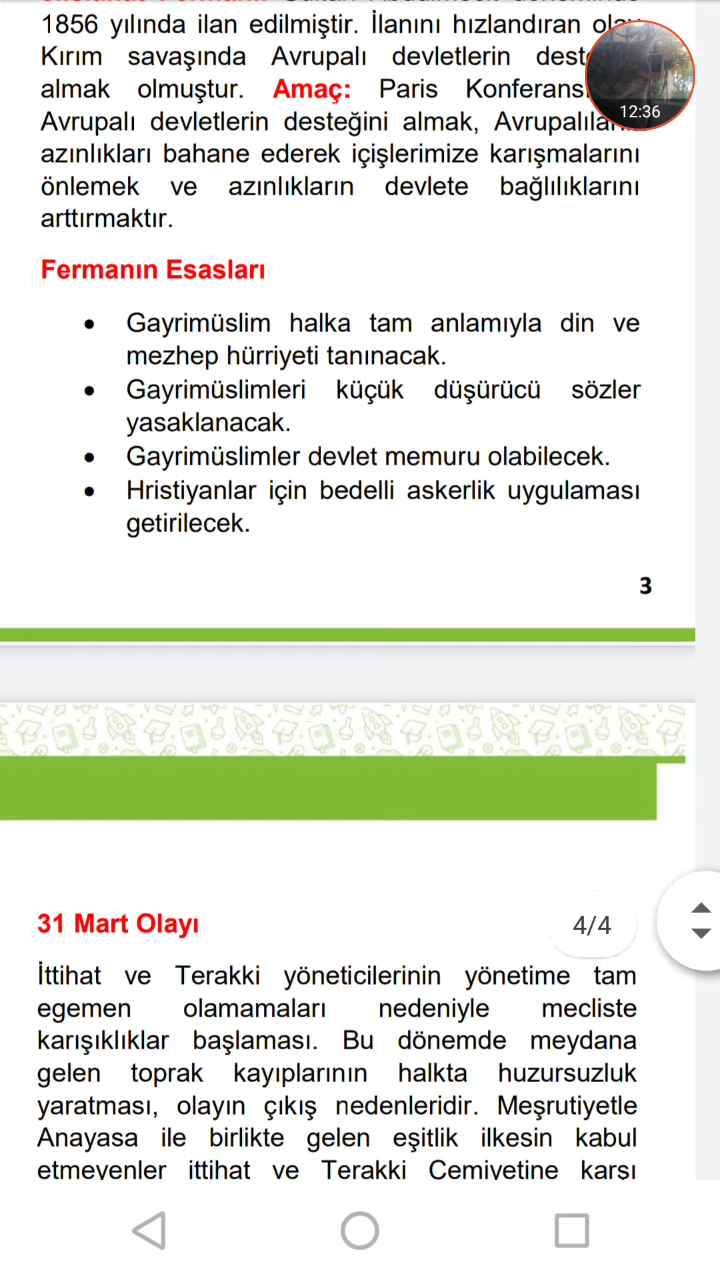 1856 yılında ilan edilmiştir. İlanını hızlandıran
Kırım savaşında Avrupalı devletlerin
almak olmuştur. Amaç: Paris
Avrupalı devletlerin desteğini almak,
azınlıkları bahane ederek içişlerimize karışmalarını
önlemek ve azınlıkların devlete bağlılıklarını
arttırmaktır.
12:36
Fermanın Esasları
• Gayrimüslim halka tam anlamıyla din ve
mezhep hürriyeti tanınacak.
• Gayrimüslimleri küçük düşürücü sözler
yasaklanacak.
• Gayrimüslimler devlet memuru olabilecek.
• Hristiyanlar için bedelli askerlik uygulaması
getirilecek.
3
31 Mart Olayı
4/4
İttihat ve Terakki yöneticilerinin yönetime tam
egemen olamamaları nedeniyle mecliste
karışıklıklar başlaması. Bu dönemde meydana
gelen toprak kayıplarının halkta huzursuzluk
yaratması, olayın çıkış nedenleridir. Meşrutiyetle
Anayasa ile birlikte gelen eşitlik ilkesin kabul
etmeyenler ittihat ve Terakki Cemiyetine karşı